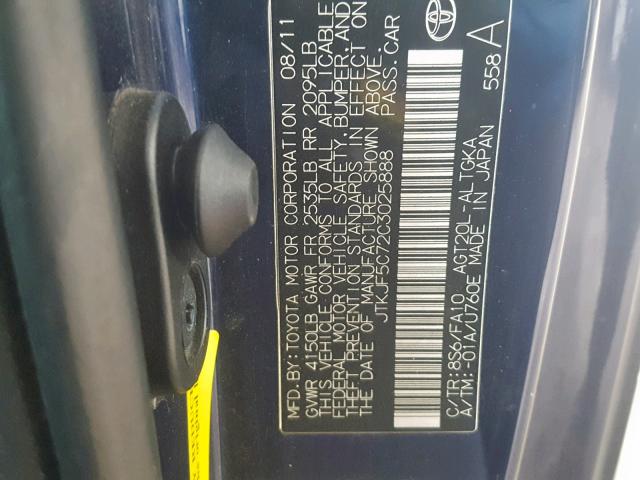 MFD.BY:TOYOTA MOTOR CORPORATION 08/11
GVWR 4150LB GAWR FR 2535LB RR 2095LB
THIS VEHICLE CONFORMS TO ALL APPLICABLE
FEDERAL MOTOR VEHICLE SAFETY, BUMPER, AND
THEFT PREVENTION STANDARDS IN EFFECT ON
THE DATE OF MANUFACTURE SHOWN ABOVE.
JTKJF5C72C3025888 PASS.CAR
C/TR:8S6/FA10 AGT20L-ALTGKA
A/TM:-01A/U760E MADE IN JAPAN 558 A